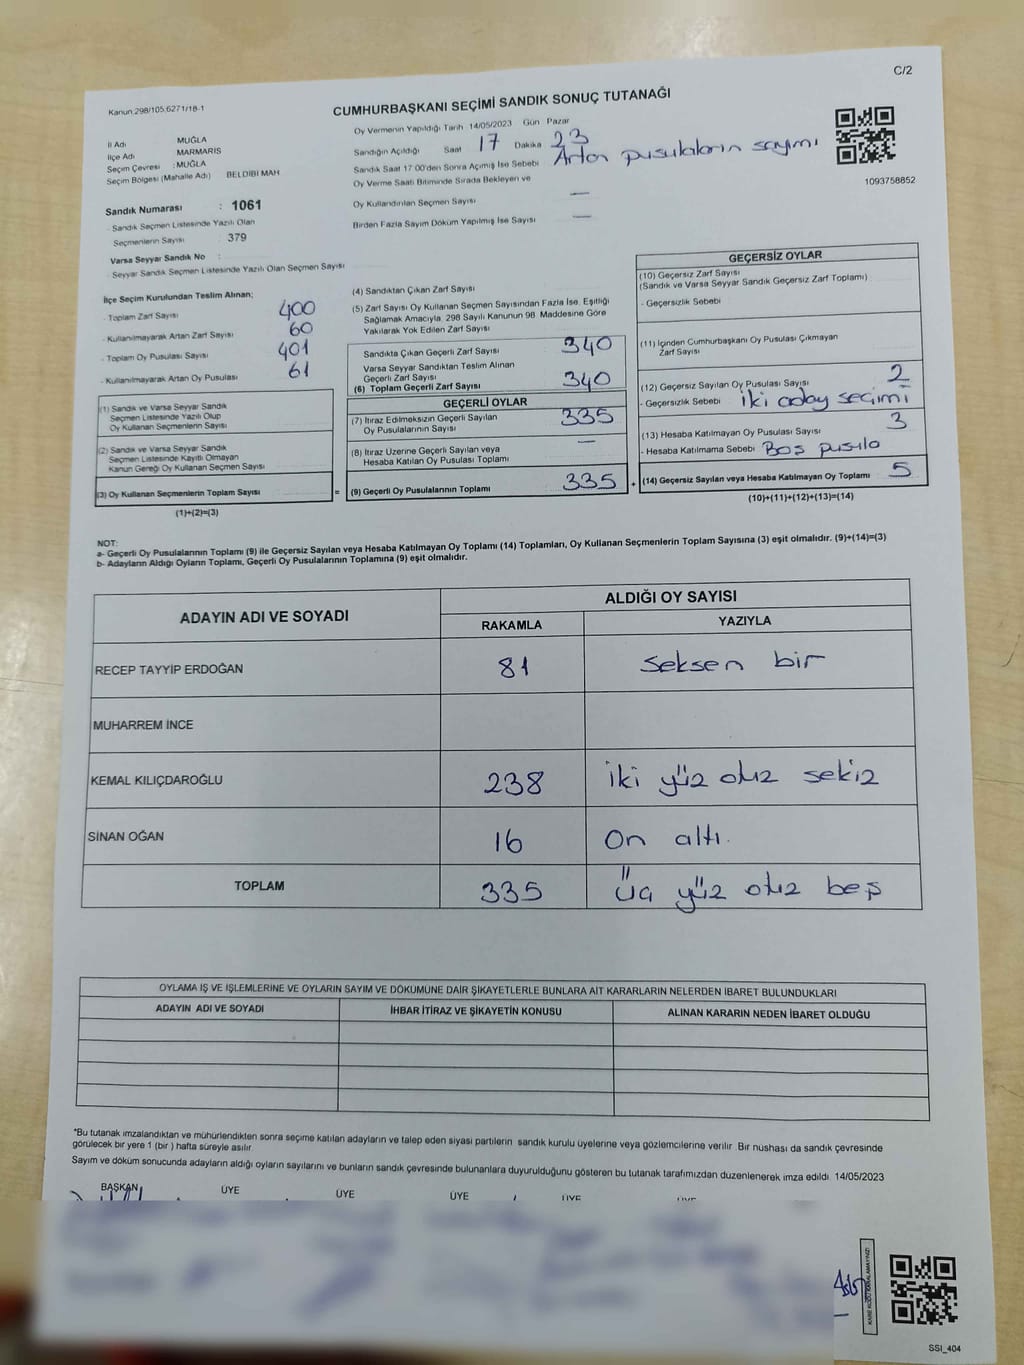 C/2
Kanun:298/105.6271/18-1
CUMHURBAŞKANI SEÇİMİ SANDIK SONUÇ TUTANAĞI
İl Adı MUĞLA
İlçe Adı MARMARİS
Seçim Çevresi :MUĞLA
Seçim Bölgesi (Mahalle Adı) BELDİBİ MAH
Sandık Numarası : 1061
- Sandık Seçmen Listesinde Yazılı Olan
Seçmenlerin Sayısı : 379
Varsa Seyyar Sandık No :
- Seyyar Sandık Seçmen Listesinde Yazılı Olan Seçmen Sayısı
Oy Vermenin Yapıldığı Tarih 14/05/2023 Gün Pazar
Sandığın Açıldığı Saat 17 Dakika 23
Sandık Saat 17:00'den Sonra Açımış İse Sebebi Artan pusulaların sayımı
Oy Verme Saati Bitiminde Sırada Bekleyen ve
Oy Kullandırılan Seçmen Sayısı —
Birden Fazla Sayım Döküm Yapılmış İse Sayısı —
1093758852
İlçe Seçim Kurulundan Teslim Alınan;
- Toplam Zarf Sayısı 400
- Kullanılmayarak Artan Zarf Sayısı 60
- Toplam Oy Pusulası Sayısı 401
- Kullanılmayarak Artan Oy Pusulası 61
(1) Sandık ve Varsa Seyyar Sandık
Seçmen Listesinde Yazılı Olup
Oy Kullanan Seçmenlerin Sayısı
(2) Sandık ve Varsa Seyyar Sandık
Seçmen Listesinde Kayıtlı Olmayan
Kanun Gereği Oy Kullanan Seçmen Sayısı
(3) Oy Kullanan Seçmenlerin Toplam Sayısı
(1)+(2)=(3)
=
(4) Sandıktan Çıkan Zarf Sayısı
(5) Zarf Sayısı Oy Kullanan Seçmen Sayısından Fazla İse, Eşitliği
Sağlamak Amacıyla, 298 Sayılı Kanunun 98. Maddesine Göre
Yakılarak Yok Edilen Zarf Sayısı
Sandıkta Çıkan Geçerli Zarf Sayısı 340
Varsa Seyyar Sandıktan Teslim Alınan
Geçerli Zarf Sayısı
(6) Toplam Geçerli Zarf Sayısı 340
GEÇERLİ OYLAR
(7) İtiraz Edilmeksizin Geçerli Sayılan
Oy Pusulalarının Sayısı 335
(8) İtiraz Üzerine Geçerli Sayılan veya
Hesaba Katılan Oy Pusulası Toplamı —
(9) Geçerli Oy Pusulalarının Toplamı 335
+
GEÇERSİZ OYLAR
(10) Geçersiz Zarf Sayısı
(Sandık ve Varsa Seyyar Sandık Geçersiz Zarf Toplamı)
- Geçersizlik Sebebi
(11) İçinden Cumhurbaşkanı Oy Pusulası Çıkmayan
Zarf Sayısı
(12) Geçersiz Sayılan Oy Pusulası Sayısı 2
- Geçersizlik Sebebi iki aday seçimi
(13) Hesaba Katılmayan Oy Pusulası Sayısı 3
- Hesaba Katılmama Sebebi Boş pusula
(14) Geçersiz Sayılan veya Hesaba Katılmayan Oy Toplamı 5
(10)+(11)+(12)+(13)=(14)
NOT:
a- Geçerli Oy Pusulalarının Toplamı (9) ile Geçersiz Sayılan veya Hesaba Katılmayan Oy Toplamı (14) Toplamları, Oy Kullanan Seçmenlerin Toplam Sayısına (3) eşit olmalıdır. (9)+(14)=(3)
b- Adayların Aldığı Oyların Toplamı, Geçerli Oy Pusulalarının Toplamına (9) eşit olmalıdır.
ADAYIN ADI VE SOYADI ALDIĞI OY SAYISI
RAKAMLA YAZIYLA
RECEP TAYYİP ERDOĞAN 81 Seksen bir
MUHARREM İNCE
KEMAL KILIÇDAROĞLU 238 iki yüz otuz sekiz
SİNAN OĞAN 16 On altı.
TOPLAM 335 Üç yüz otuz beş
OYLAMA İŞ VE İŞLEMLERİNE VE OYLARIN SAYIM VE DÖKÜMÜNE DAİR ŞİKAYETLERLE BUNLARA AİT KARARLARIN NELERDEN İBARET BULUNDUKLARI
ADAYIN ADI VE SOYADI İHBAR İTİRAZ VE ŞİKAYETİN KONUSU ALINAN KARARIN NEDEN İBARET OLDUĞU
*Bu tutanak imzalandıktan ve mühürlendikten sonra seçime katılan adayların ve talep eden siyasi partilerin sandık kurulu üyelerine veya gözlemcilerine verilir. Bir nüshası da sandık çevresinde
görülecek bir yere 1 (bir ) hafta süreyle asılır.
Sayım ve döküm sonucunda adayların aldığı oyların sayılarını ve bunların sandık çevresinde bulunanlara duyurulduğunu gösteren bu tutanak tarafımızdan düzenlenerek imza edildi. 14/05/2023
BAŞKAN ÜYE ÜYE ÜYE ÜYE ÜYE
SSI_404